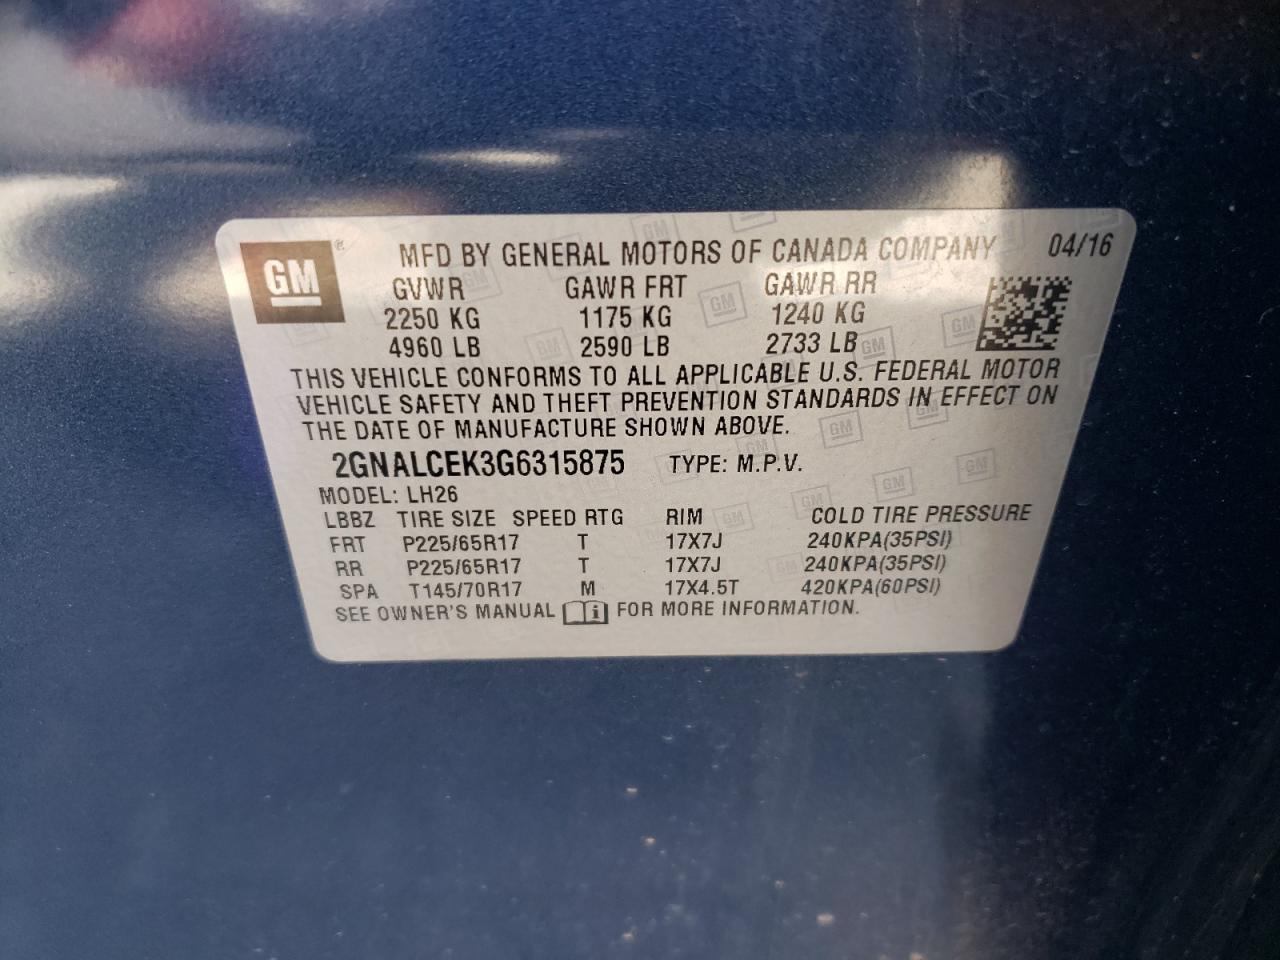 GM ® MFD BY GENERAL MOTORS OF CANADA COMPANY 04/16
GVWR GAWR FRT GAWR RR
2250 KG 1175 KG 1240 KG
4960 LB 2590 LB 2733 LB
THIS VEHICLE CONFORMS TO ALL APPLICABLE U.S. FEDERAL MOTOR
VEHICLE SAFETY AND THEFT PREVENTION STANDARDS IN EFFECT ON
THE DATE OF MANUFACTURE SHOWN ABOVE.
2GNALCEK3G6315875 TYPE: M.P.V.
MODEL: LH26
LBBZ TIRE SIZE SPEED RTG RIM COLD TIRE PRESSURE
FRT P225/65R17 T 17X7J 240KPA(35PSI)
RR P225/65R17 T 17X7J 240KPA(35PSI)
SPA T145/70R17 M 17X4.5T 420KPA(60PSI)
SEE OWNER'S MANUAL i FOR MORE INFORMATION.